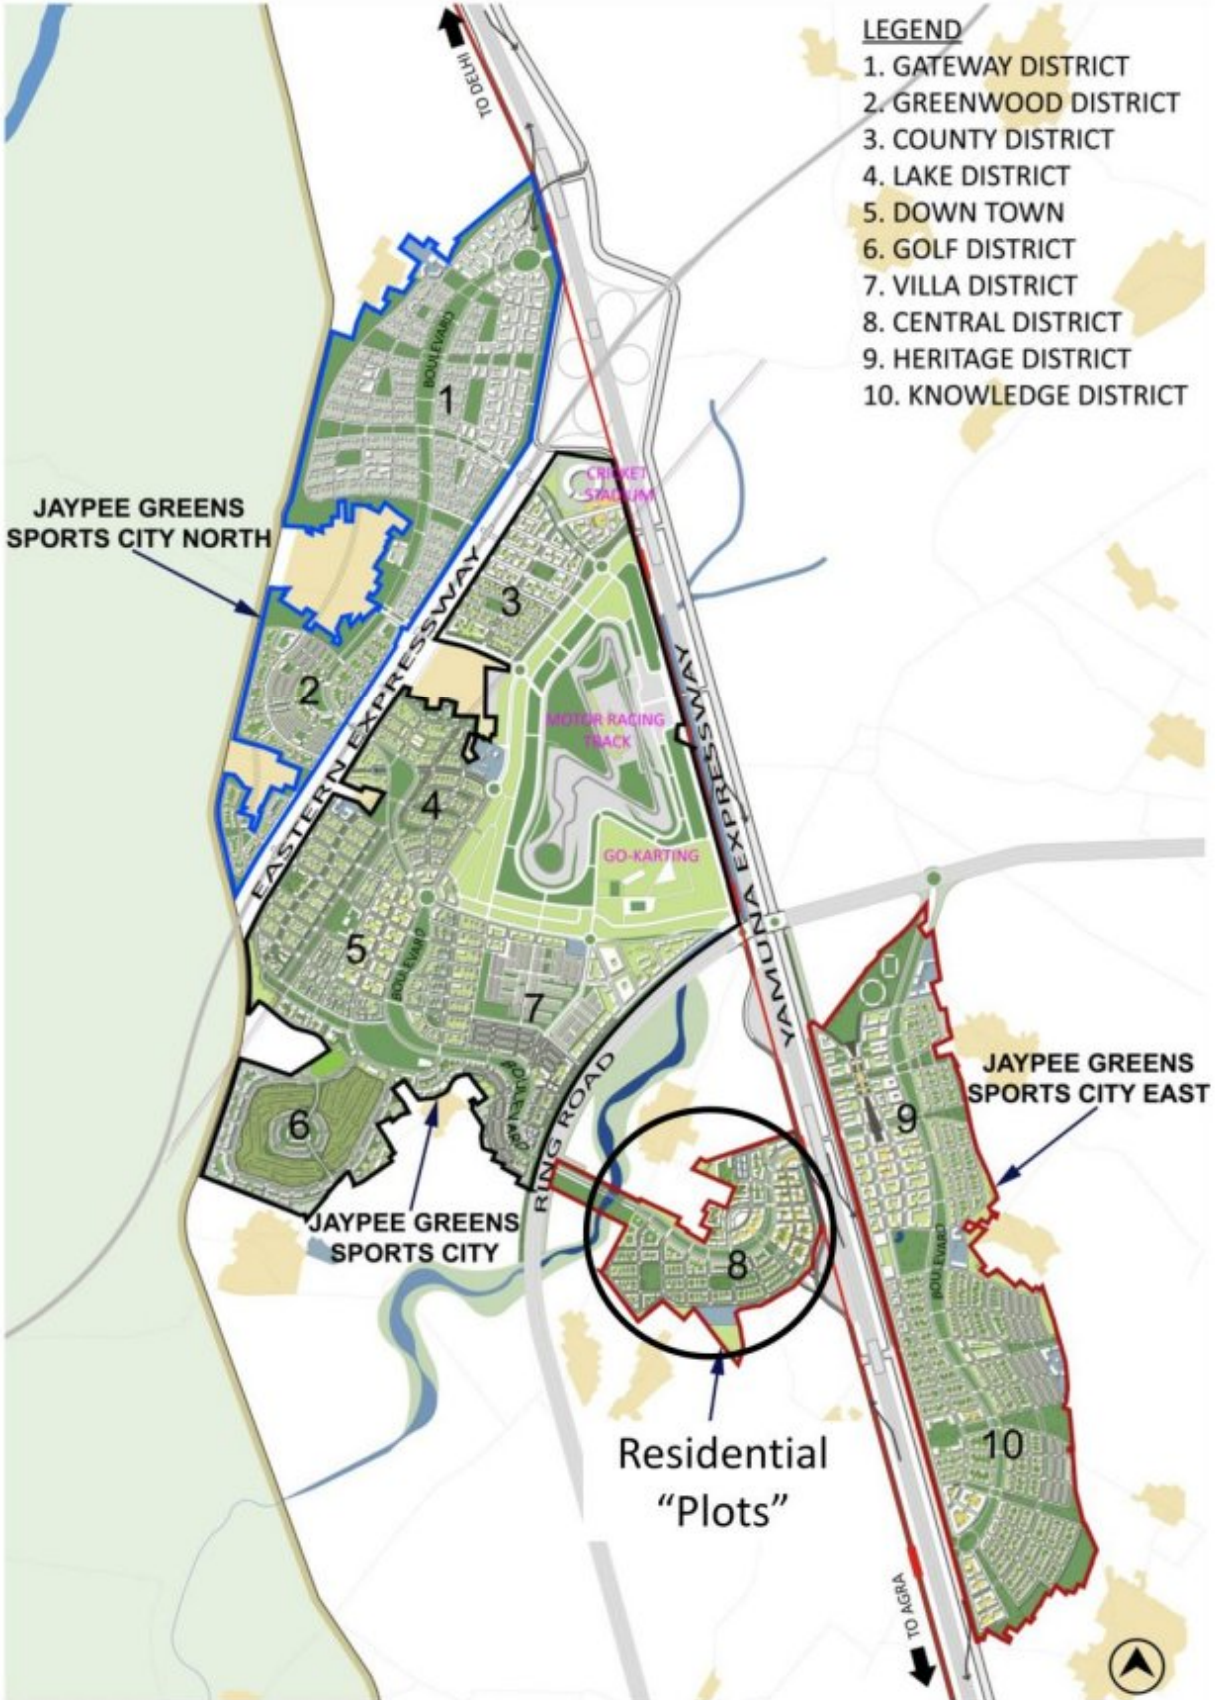 LEGEND
1. GATEWAY DISTRICT
2. GREENWOOD DISTRICT
3. COUNTY DISTRICT
4. LAKE DISTRICT
5. DOWN TOWN
6. GOLF DISTRICT
7. VILLA DISTRICT
8. CENTRAL DISTRICT
9. HERITAGE DISTRICT
10. KNOWLEDGE DISTRICT
TO DELHI
BOULEVARD
1
CRICKET
STADIUM
JAYPEE GREENS
SPORTS CITY NORTH
EASTERN EXPRESSWAY
3
2
MOTOR RACING
TRACK
YAMUNA EXPRESSWAY
4
GO-KARTING
5
BOULEVARD
7
BOULEVARD
RING ROAD
6
JAYPEE GREENS
SPORTS CITY
9
JAYPEE GREENS
SPORTS CITY EAST
8
BOULEVARD
Residential
“Plots”
10
TO AGRA